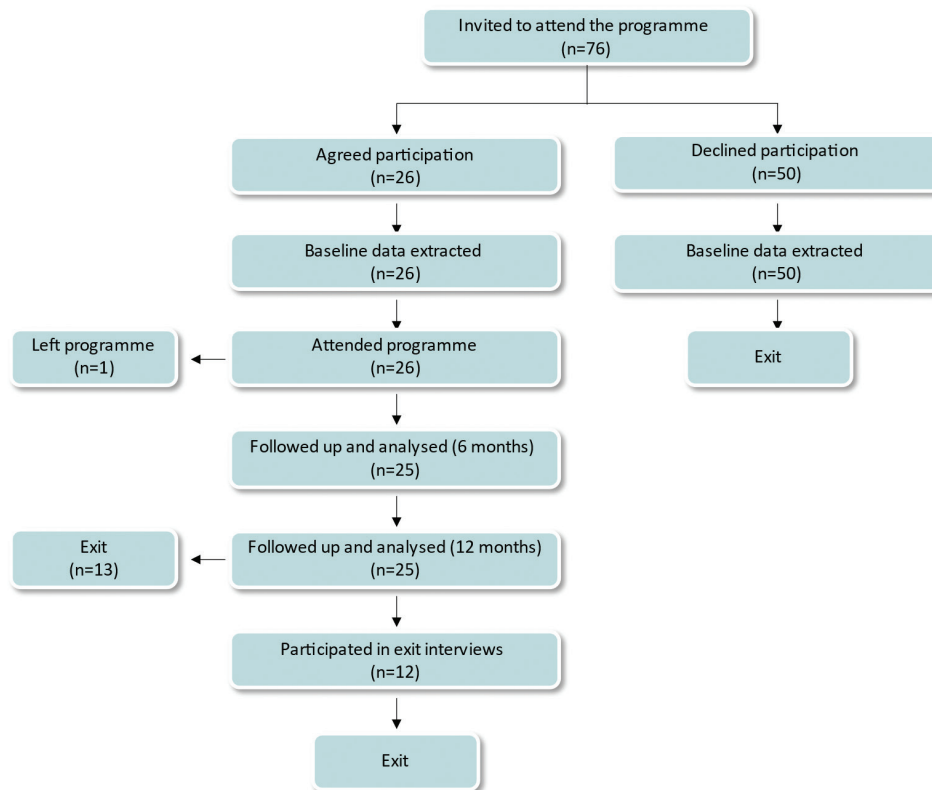 Invited to attend the programme
(n=76)
Agreed participation
(n=26)
Declined participation
(n=50)
Baseline data extracted
(n=26)
Baseline data extracted
(n=50)
Left programme
(n=1)
Attended programme
(n=26)
Exit
Followed up and analysed (6 months)
(n=25)
Exit
(n=13)
Followed up and analysed (12 months)
(n=25)
Participated in exit interviews
(n=12)
Exit